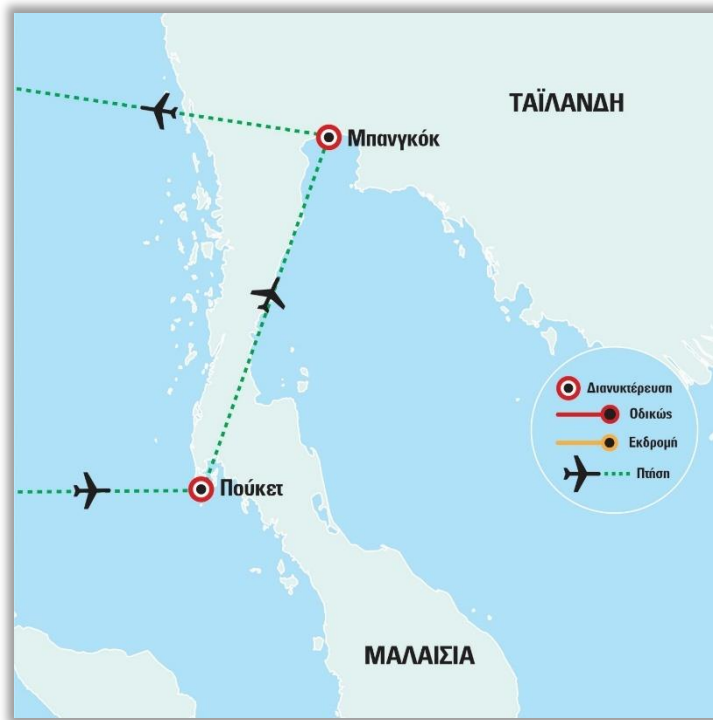 ΤΑΪΛΑΝΔΗ
Μπανγκόκ
Διανυκτέρευση
Οδικώς
Εκδρομή
Πτήση
Πούκετ
ΜΑΛΑΙΣΙΑ